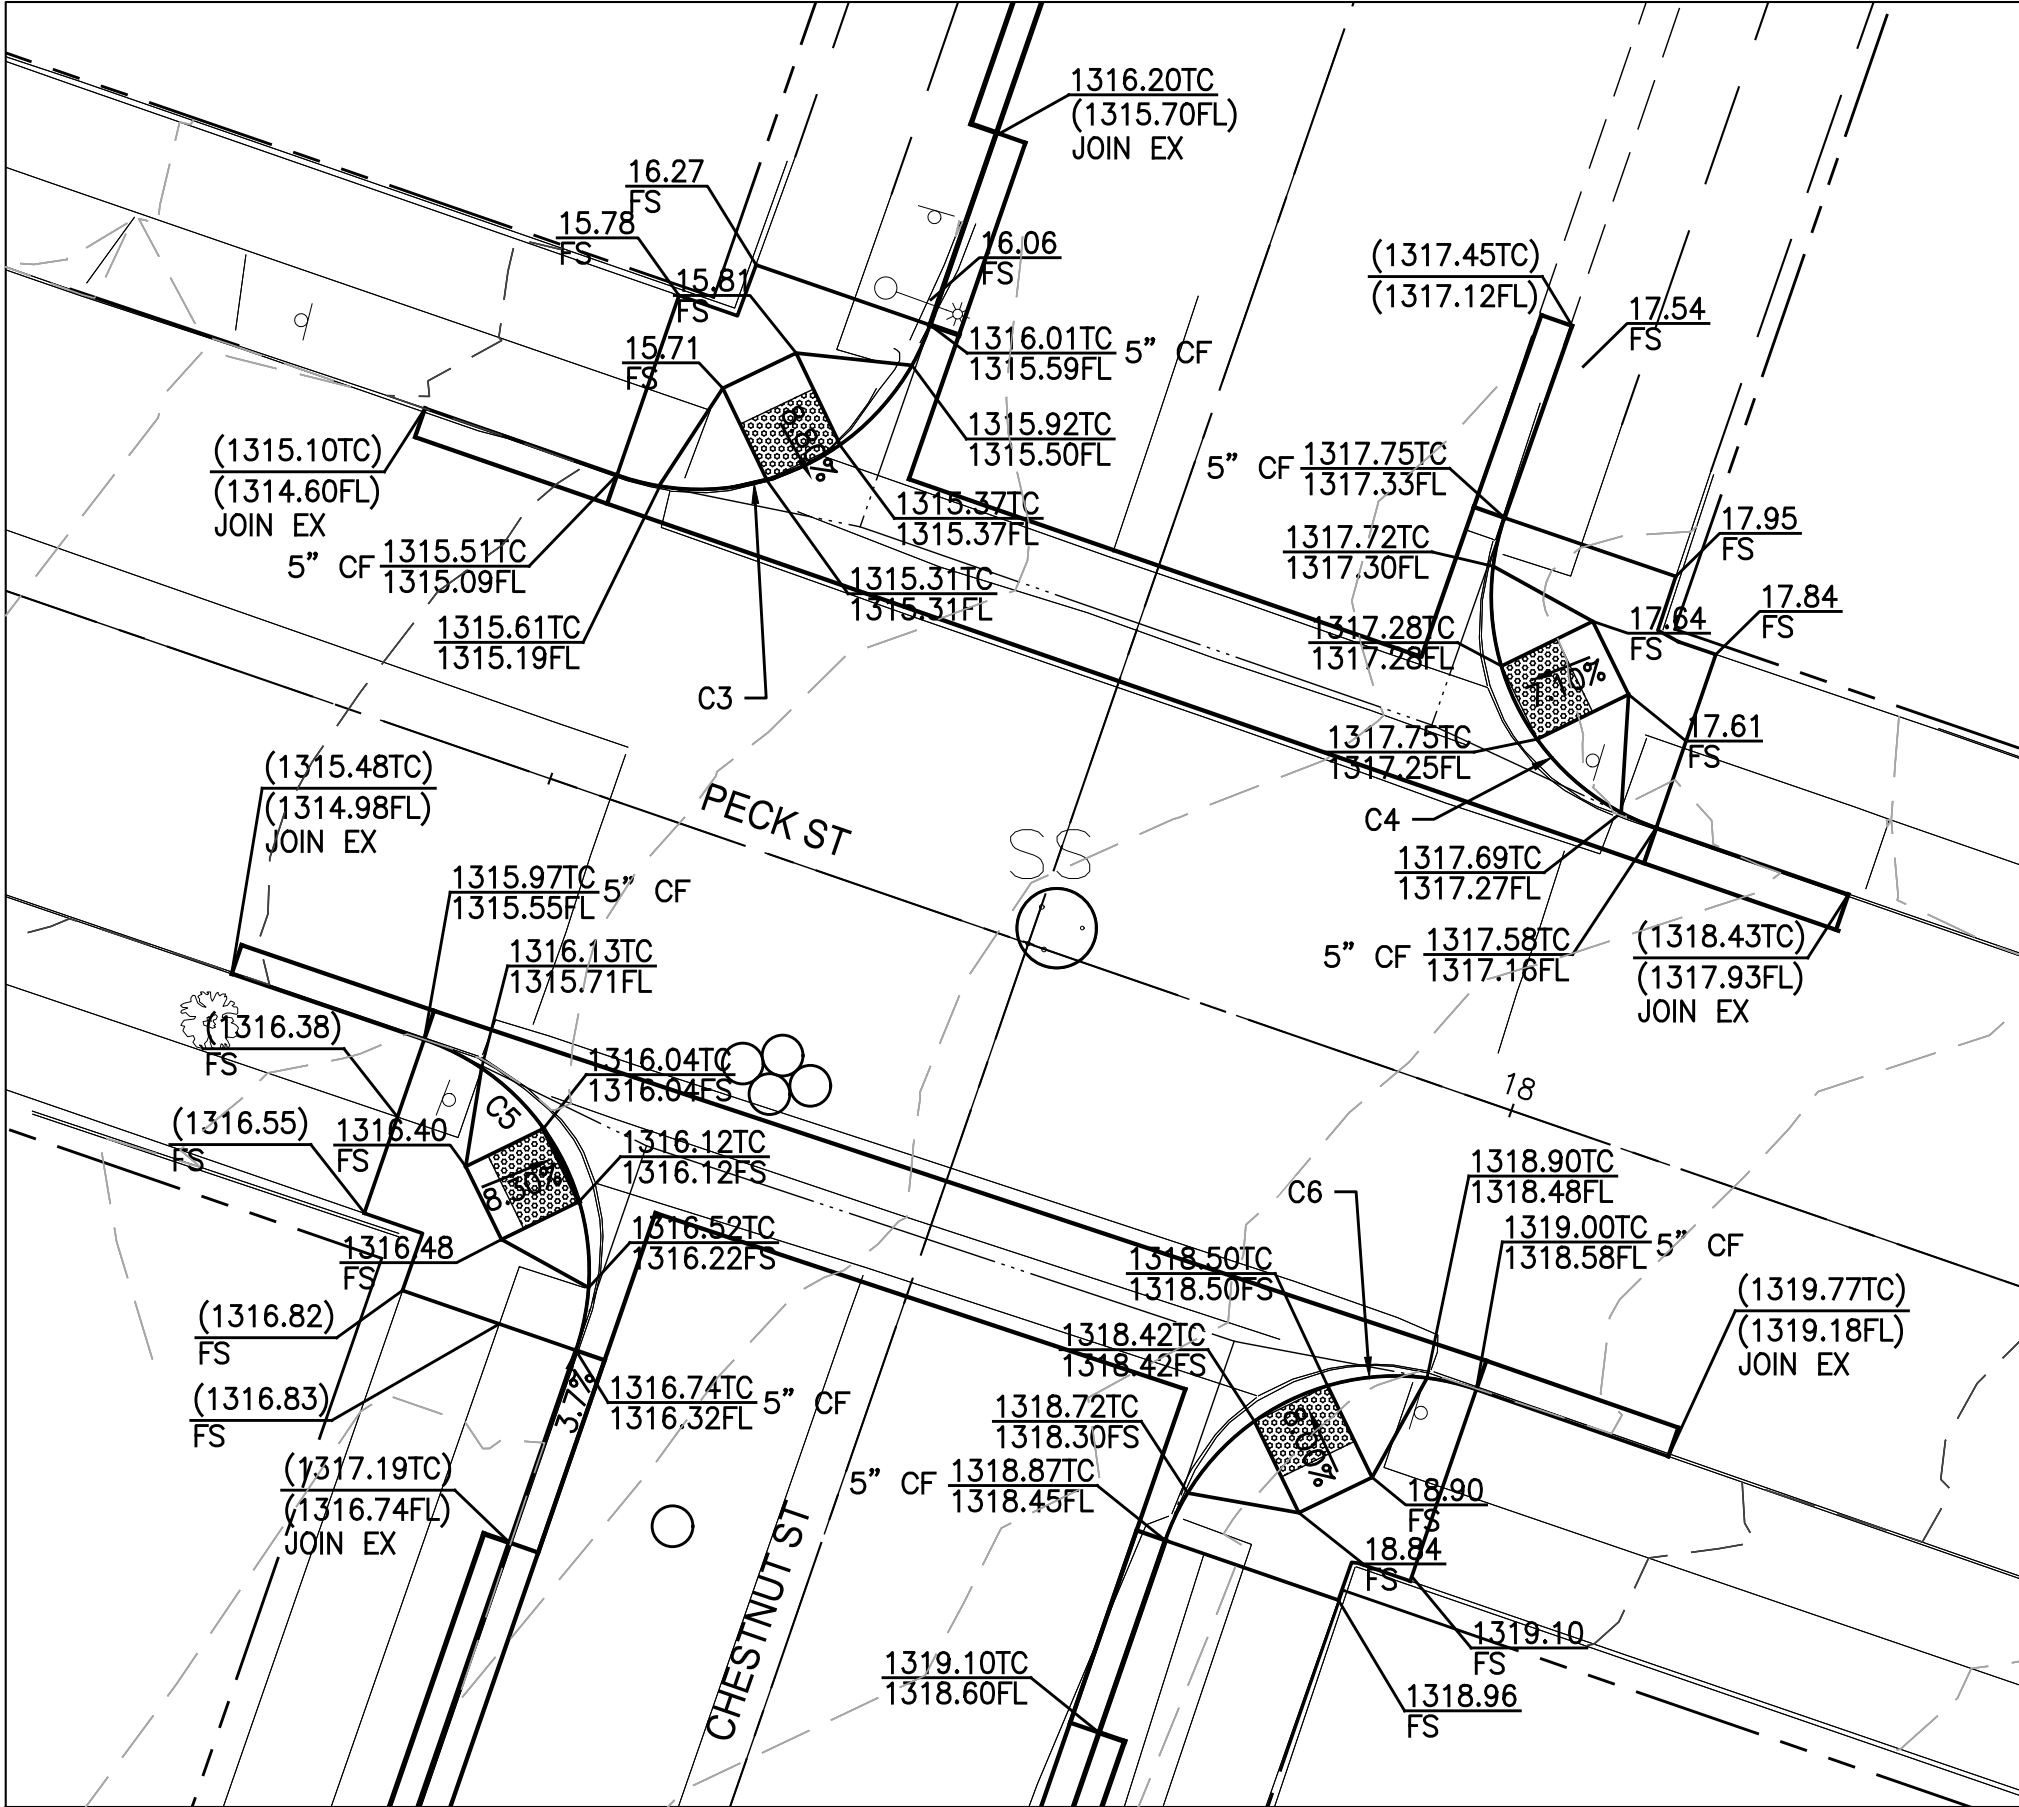 1316.20TC
(1315.70FL)
JOIN EX
16.27
FS
15.78
FS
15.81
FS
16.06
FS
15.71
FS
1316.01TC 5" CF
1315.59FL
1315.92TC
1315.50FL
(1315.10TC)
(1314.60FL)
JOIN EX
5" CF 1315.51TC
1315.09FL
1315.61TC
1315.19FL
1315.37TC
1315.37FL
1315.31TC
1315.31FL
C3
(1317.45TC)
(1317.12FL)
17.54
FS
5" CF 1317.75TC
1317.33FL
1317.72TC
1317.30FL
17.95
FS
17.84
FS
1317.28TC
1317.28FL
17.64
FS
1317.75TC
1317.25FL
17.61
FS
C4
1317.69TC
1317.27FL
5" CF 1317.58TC
1317.16FL
(1318.43TC)
(1317.93FL)
JOIN EX
PECK ST
SS
18
(1315.48TC)
(1314.98FL)
JOIN EX
1315.97TC 5" CF
1315.55FL
1316.13TC
1315.71FL
(1316.38)
FS
1316.04TC
1316.04FS
C5
(1316.55)
FS
1316.40
FS
1316.12TC
1316.12FS
1316.48
FS
1316.52TC
1316.22FS
(1316.82)
FS
(1316.83)
FS
3.7%
1316.74TC 5" CF
1316.32FL
(1317.19TC)
(1316.74FL)
JOIN EX
CHESTNUT ST
C6
1318.90TC
1318.48FL
1319.00TC 5" CF
1318.58FL
1318.50TC
1318.50FS
(1319.77TC)
(1319.18FL)
JOIN EX
1318.42TC
1318.42FS
1318.72TC
1318.30FS
5" CF 1318.87TC
1318.45FL
18.90
FS
18.84
FS
1319.10
FS
1318.96
FS
1319.10TC
1318.60FL